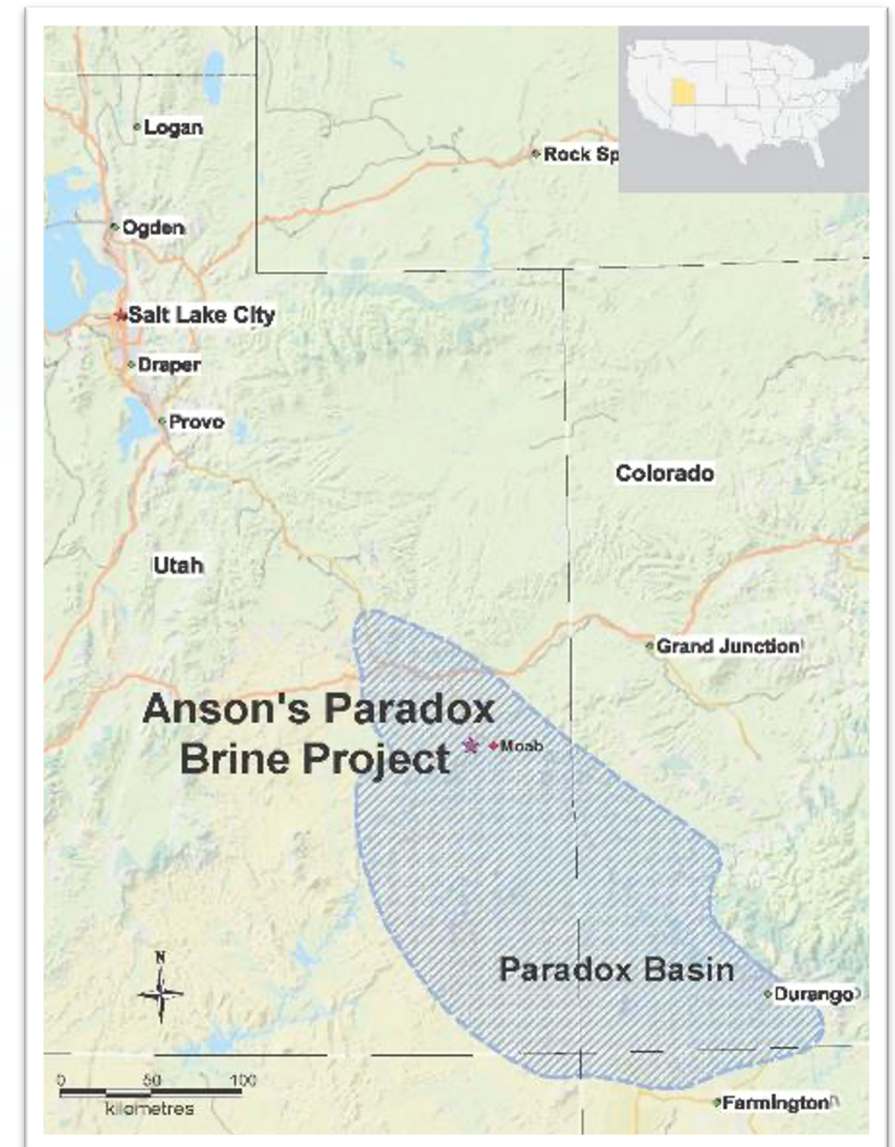 Logan
Rock Sp
Ogden
Salt Lake City
Draper
Provo
Colorado
Utah
Grand Junction
Anson's Paradox
Brine Project
Moab
Paradox Basin
N
Durango
0 50 100
kilometres
Farmington